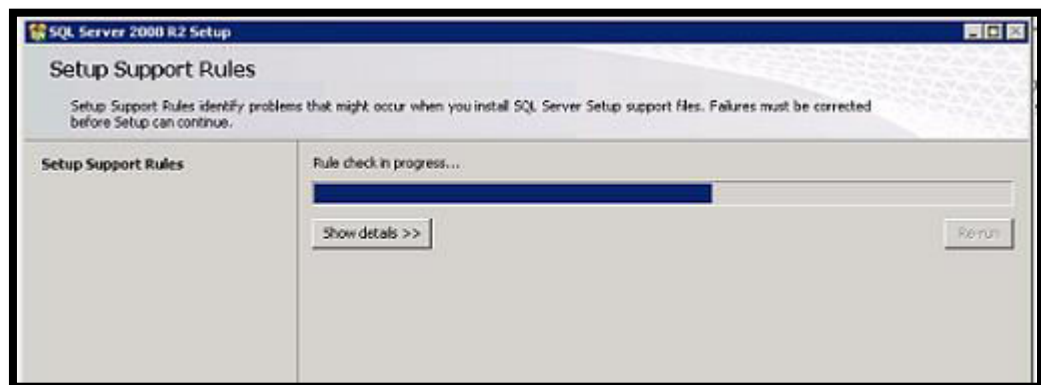 SQL Server 2008 R2 Setup
Setup Support Rules
Setup Support Rules identify problems that might occur when you install SQL Server Setup support files. Failures must be corrected
before Setup can continue.
Setup Support Rules
Rule check in progress...
Show details >>
Re-run